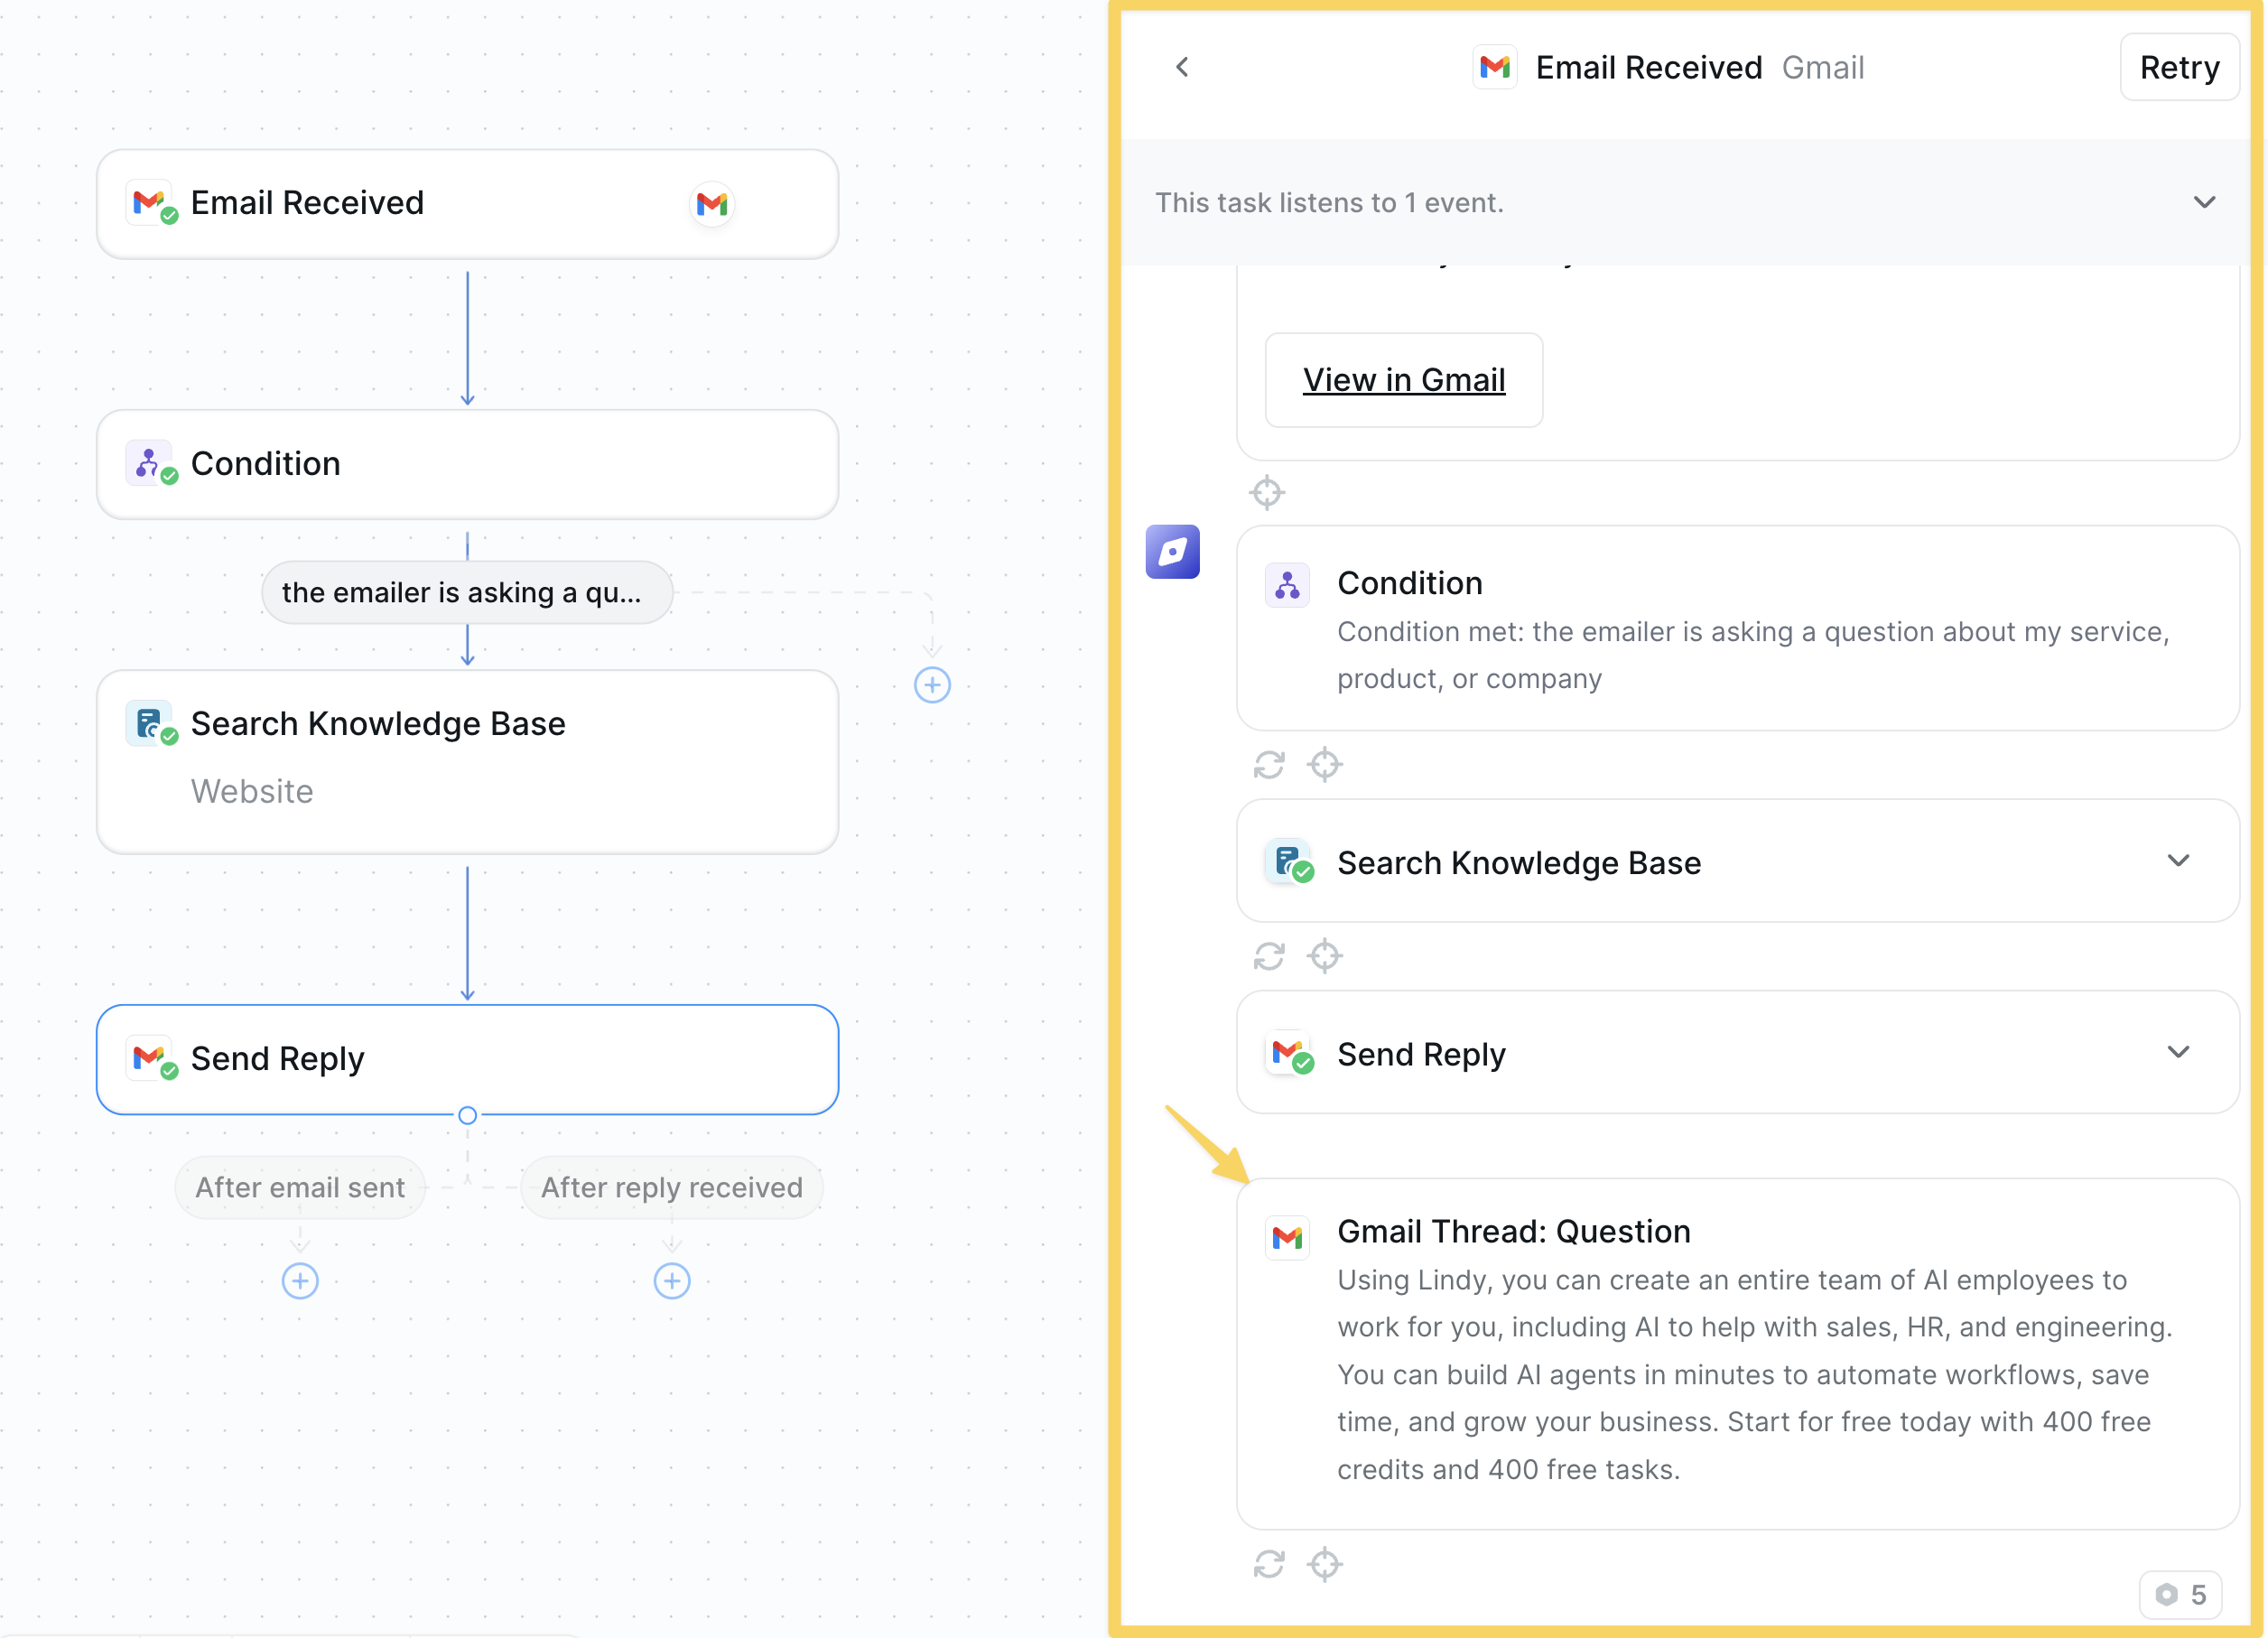 Email Received
Condition
the emailer is asking a qu...
Search Knowledge Base
Website
Send Reply
After email sent
After reply received
Email Received Gmail
Retry
This task listens to 1 event.
View in Gmail
Condition
Condition met: the emailer is asking a question about my service,
product, or company
Search Knowledge Base
Send Reply
Gmail Thread: Question
Using Lindy, you can create an entire team of AI employees to
work for you, including AI to help with sales, HR, and engineering.
You can build AI agents in minutes to automate workflows, save
time, and grow your business. Start for free today with 400 free
credits and 400 free tasks.
5